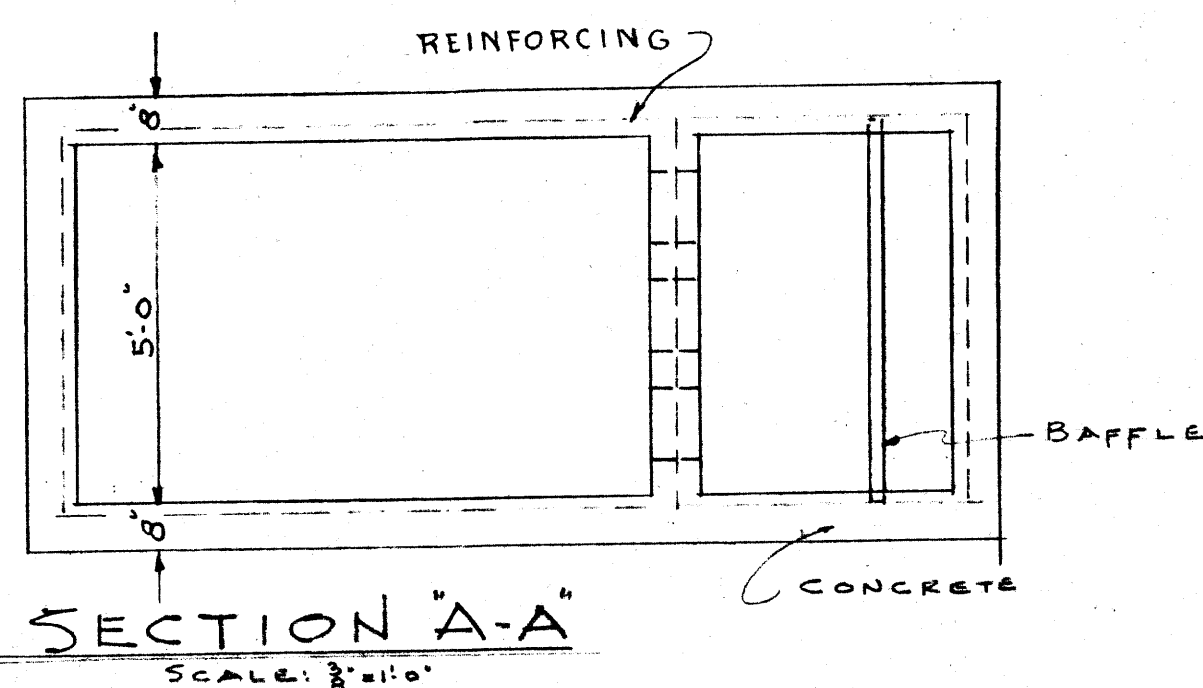 REINFORCING
8"
5'-0"
8"
BAFFLE
CONCRETE
SECTION "A-A"
SCALE: 3/8" = 1'-0"